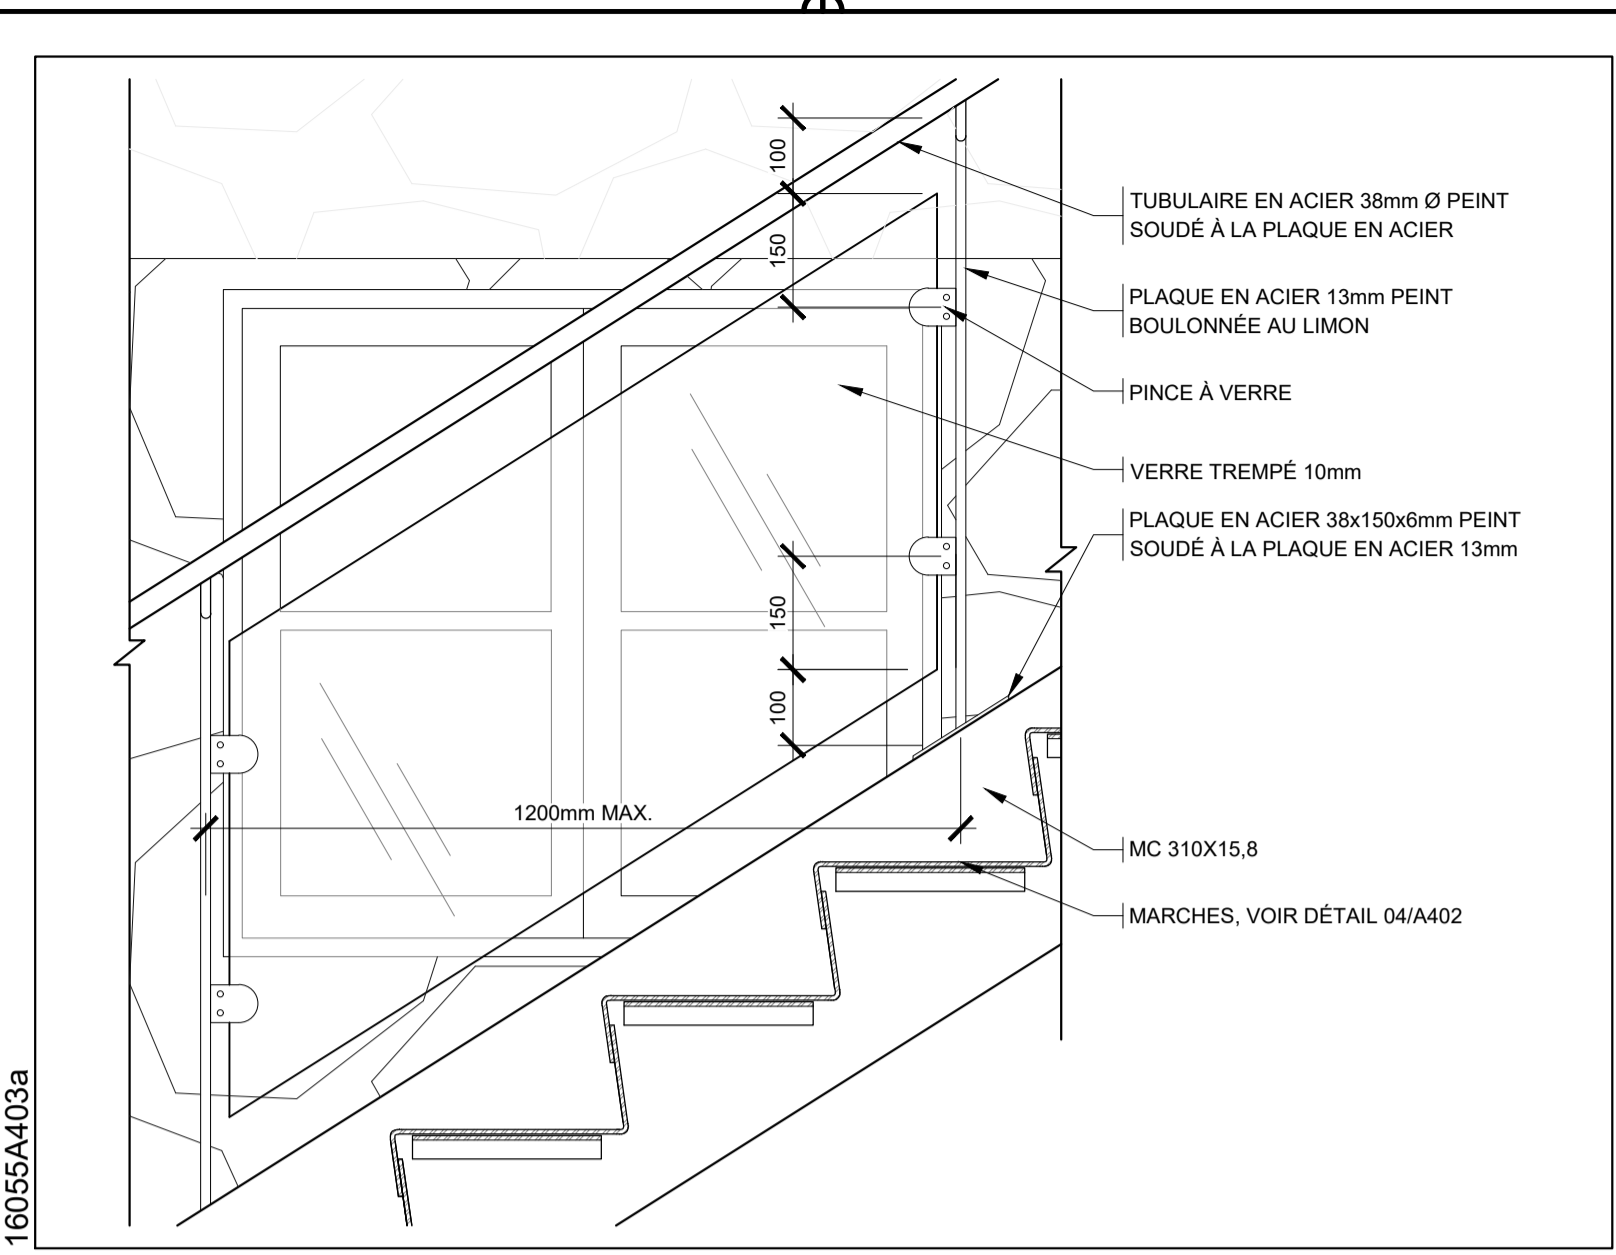 100
150
150
100
1200mm MAX.
TUBULAIRE EN ACIER 38mm Ø PEINT
SOUDÉ À LA PLAQUE EN ACIER
PLAQUE EN ACIER 13mm PEINT
BOULONNÉE AU LIMON
PINCE À VERRE
VERRE TREMPÉ 10mm
PLAQUE EN ACIER 38x150x6mm PEINT
SOUDÉ À LA PLAQUE EN ACIER 13mm
MC 310X15,8
MARCHES, VOIR DÉTAIL 04/A402
16055A403a